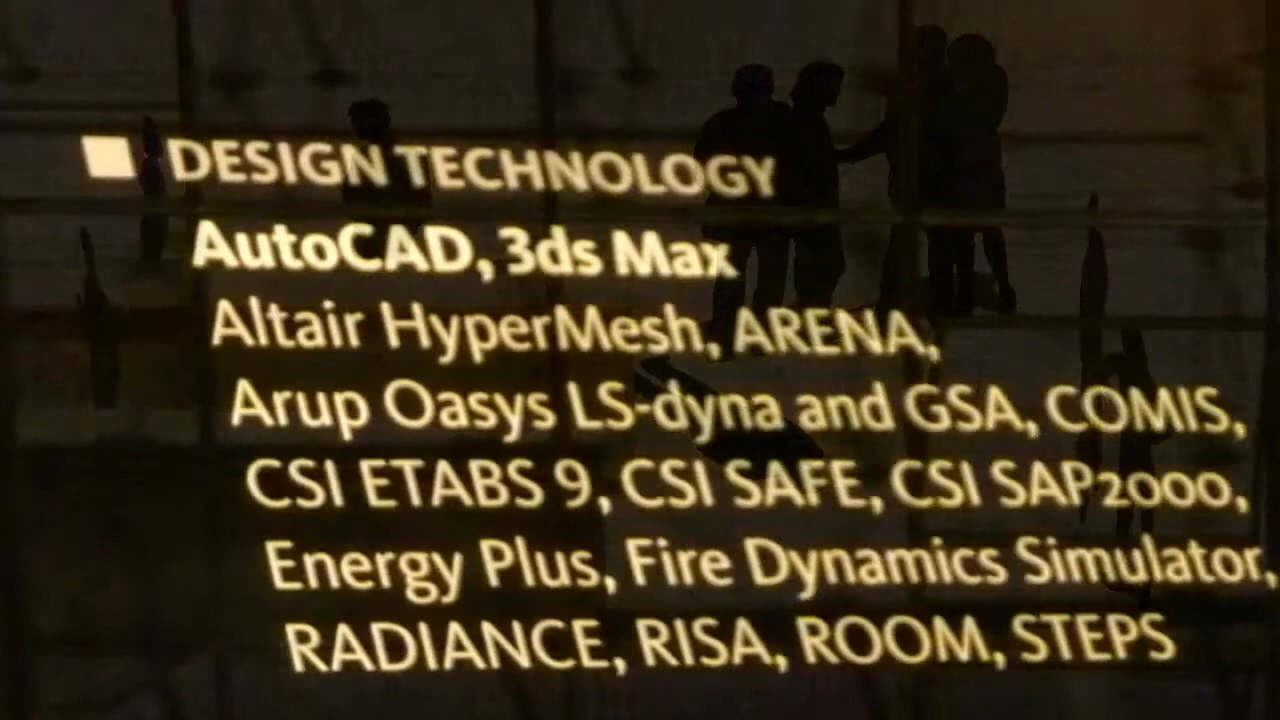 DESIGN TECHNOLOGY
AutoCAD, 3ds Max
Altair HyperMesh, ARENA,
Arup Oasys LS-dyna and GSA, COMIS,
CSI ETABS 9, CSI SAFE, CSI SAP2000,
Energy Plus, Fire Dynamics Simulator,
RADIANCE, RISA, ROOM, STEPS